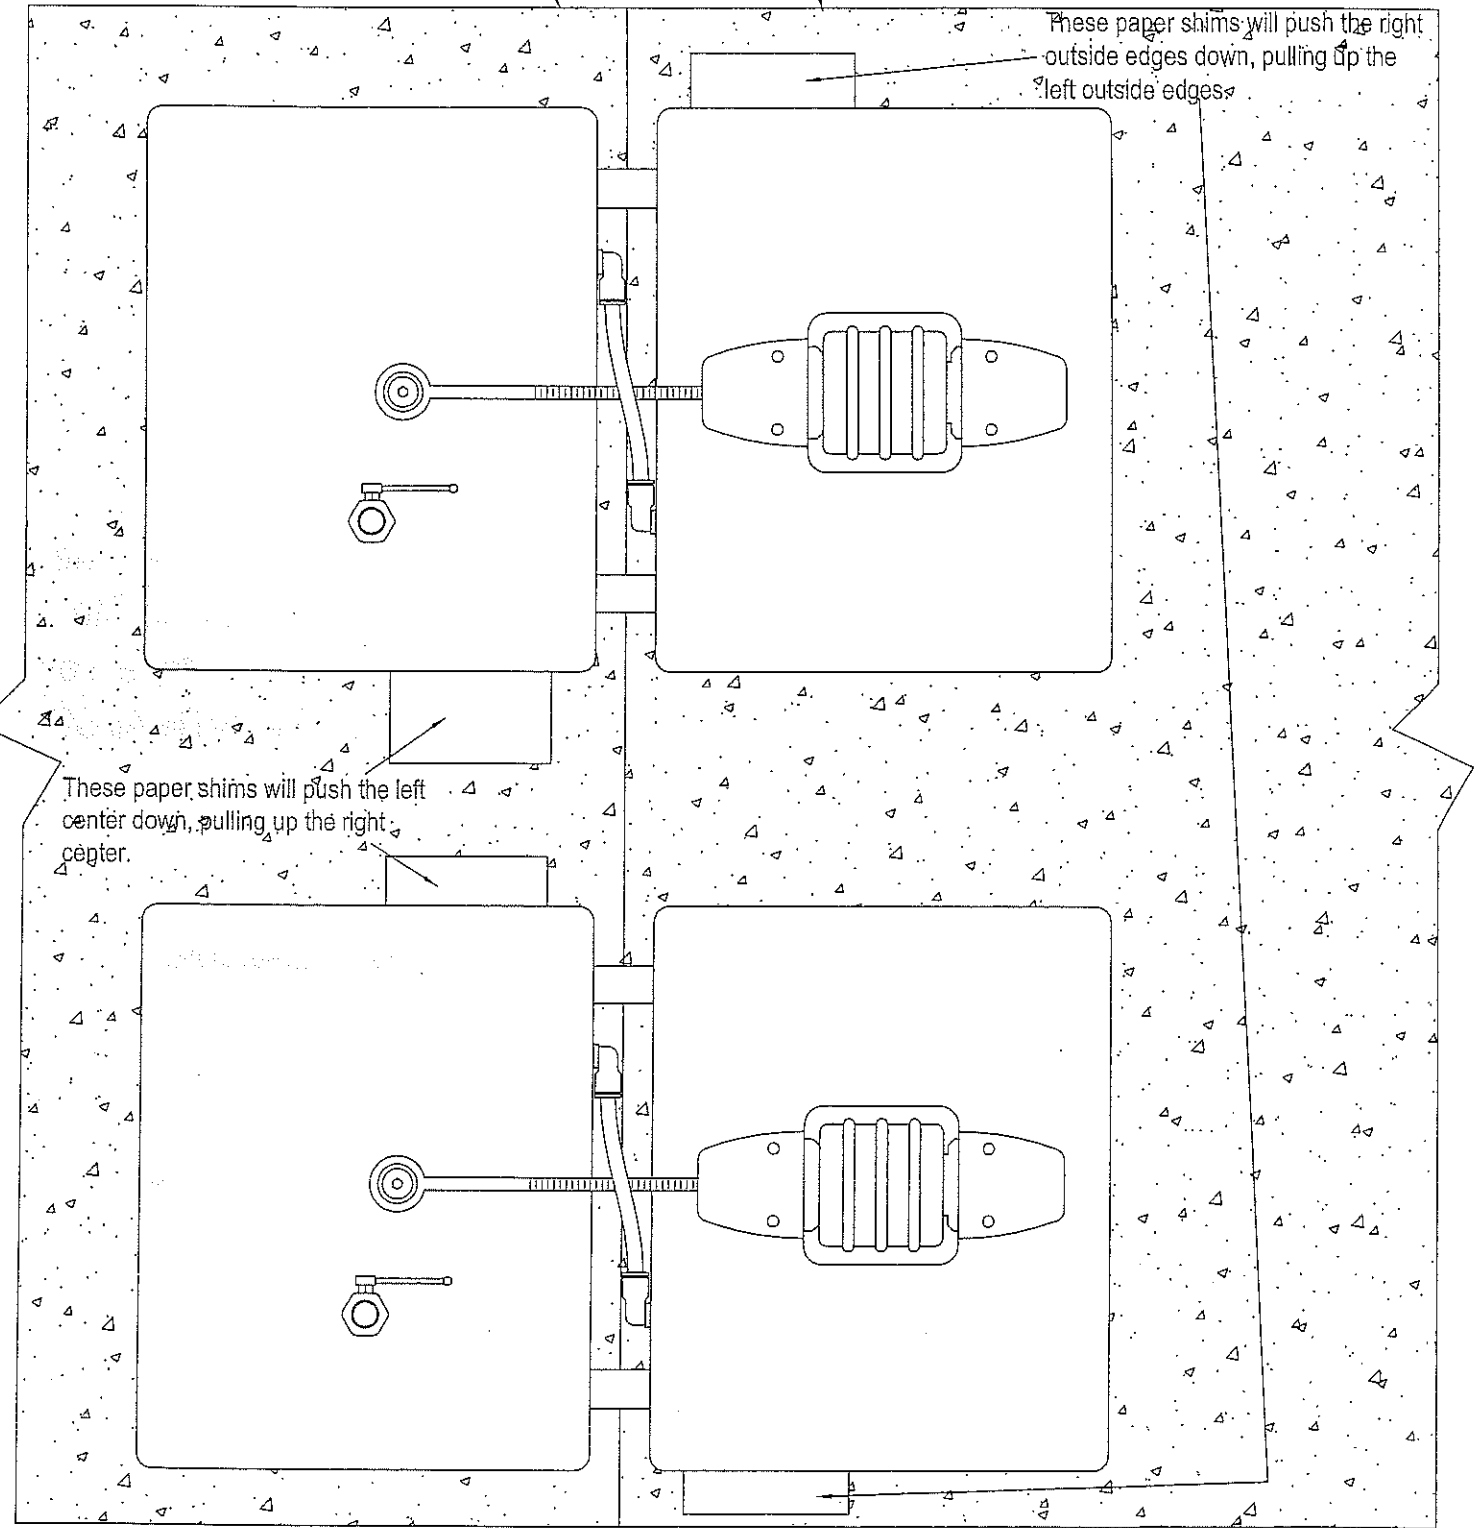 These paper shims will push the right
outside edges down, pulling up the
left outside edges.
These paper shims will push the left
center down, pulling up the right
center.